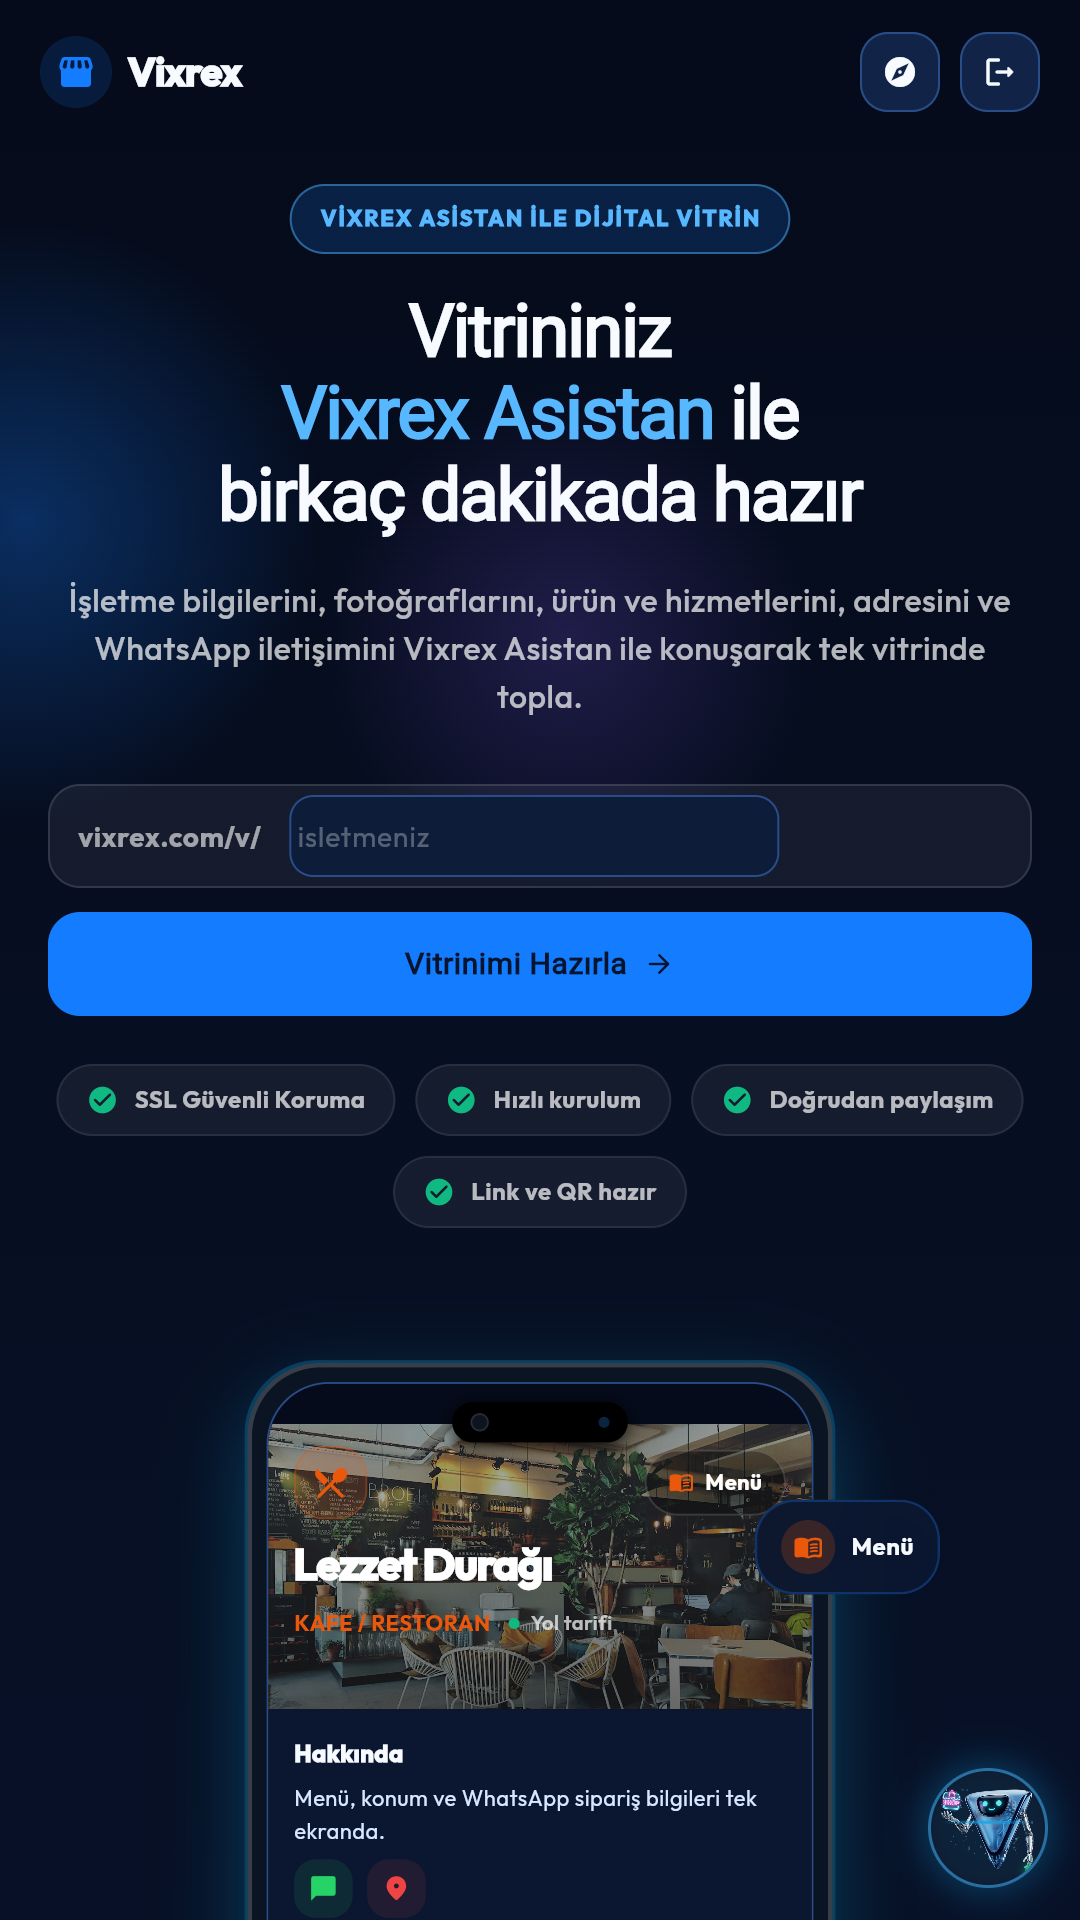 Vixrex
VİXREX ASİSTAN İLE DİJİTAL VİTRİN
Vitrininiz
Vixrex Asistan ile
birkaç dakikada hazır
İşletme bilgilerini, fotoğraflarını, ürün ve hizmetlerini, adresini ve
WhatsApp iletişimini Vixrex Asistan ile konuşarak tek vitrinde
topla.
vixrex.com/v/ isletmeniz
Vitrinimi Hazırla →
SSL Güvenli Koruma
Hızlı kurulum
Doğrudan paylaşım
Link ve QR hazır
Menü
Menü
Lezzet Durağı
KAFE / RESTORAN • Yol tarifi
Hakkında
Menü, konum ve WhatsApp sipariş bilgileri tek
ekranda.